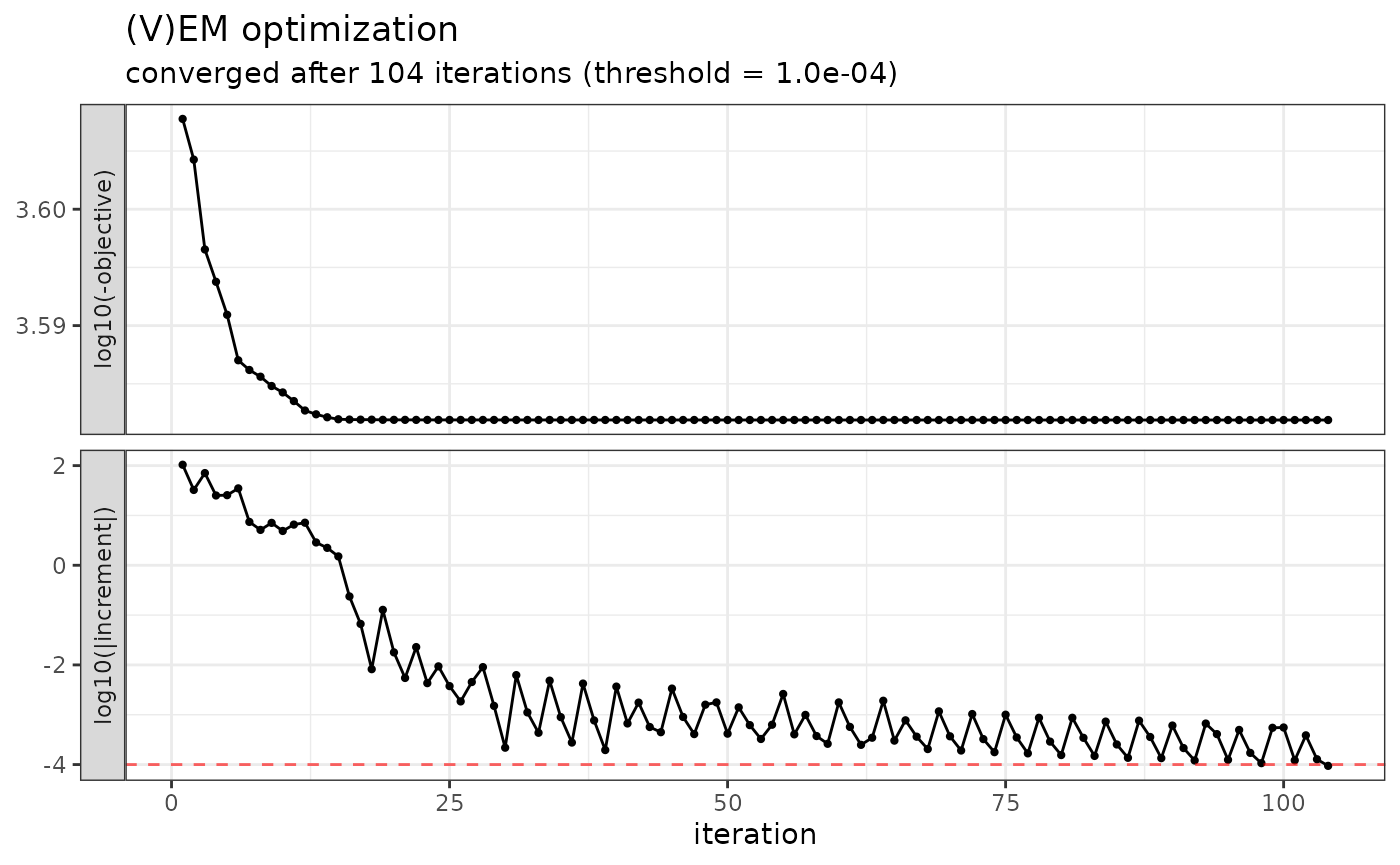 (V)EM optimization
converged after 104 iterations (threshold = 1.0e-04)
log10(-objective)
3.60
3.59
log10(|increment|)
2
0
-2
-4
0 25 50 75 100
iteration